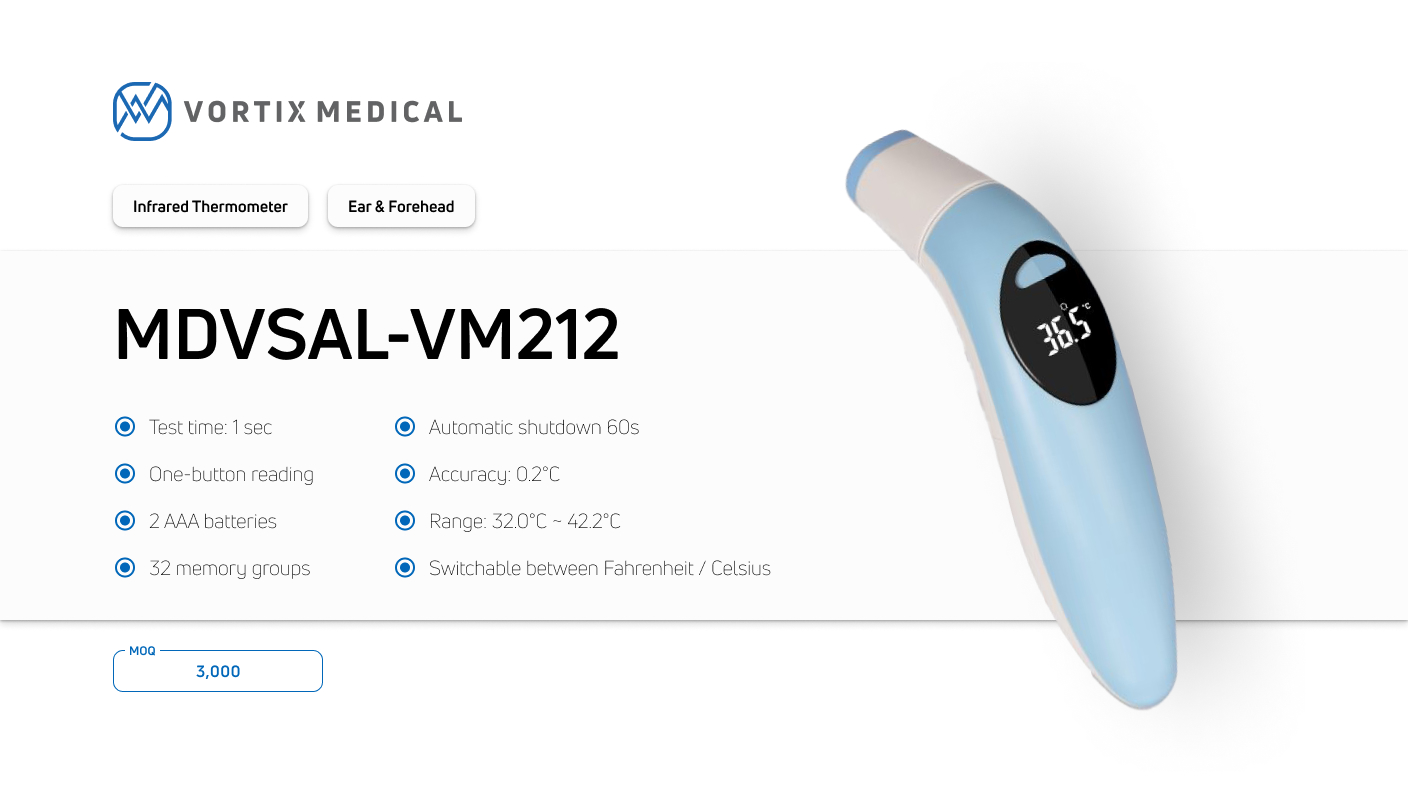 VORTIX MEDICAL
Infrared Thermometer
Ear & Forehead
MDVSAL-VM212
Test time: 1 sec
One-button reading
2 AAA batteries
32 memory groups
Automatic shutdown 60s
Accuracy: 0.2°C
Range: 32.0°C ~ 42.2°C
Switchable between Fahrenheit / Celsius
36.5 °C
MOQ
3,000